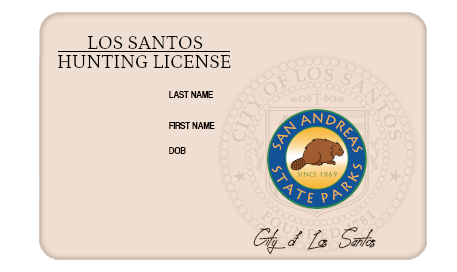 LOS SANTOS
HUNTING LICENSE
CITY OF LOS SANTOS
LAST NAME
FIRST NAME
DOB
SAN ANDREAS
SINCE 1869
STATE PARKS
City of Los Santos